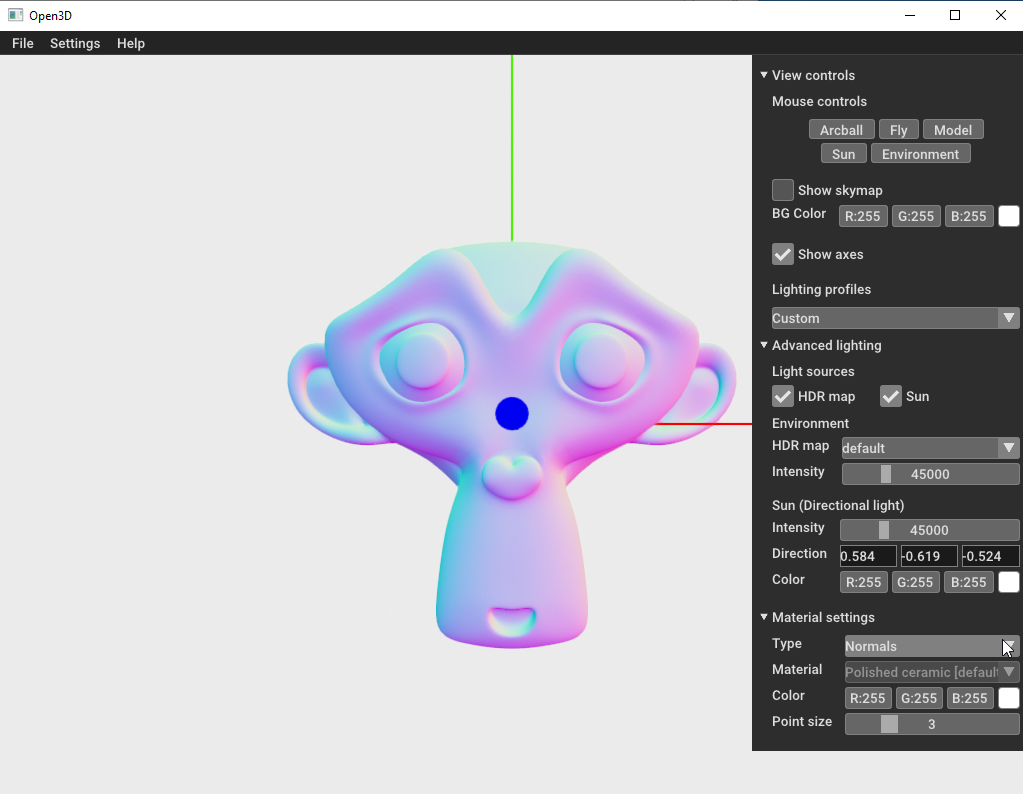 Open3D
File Settings Help
View controls
Mouse controls
Arcball Fly Model
Sun Environment
Show skymap
BG Color R:255 G:255 B:255
Show axes
Lighting profiles
Custom
Advanced lighting
Light sources
HDR map Sun
Environment
HDR map default
Intensity 45000
Sun (Directional light)
Intensity 45000
Direction 0.584 -0.619 -0.524
Color R:255 G:255 B:255
Material settings
Type Normals
Material Polished ceramic [default
Color R:255 G:255 B:255
Point size 3